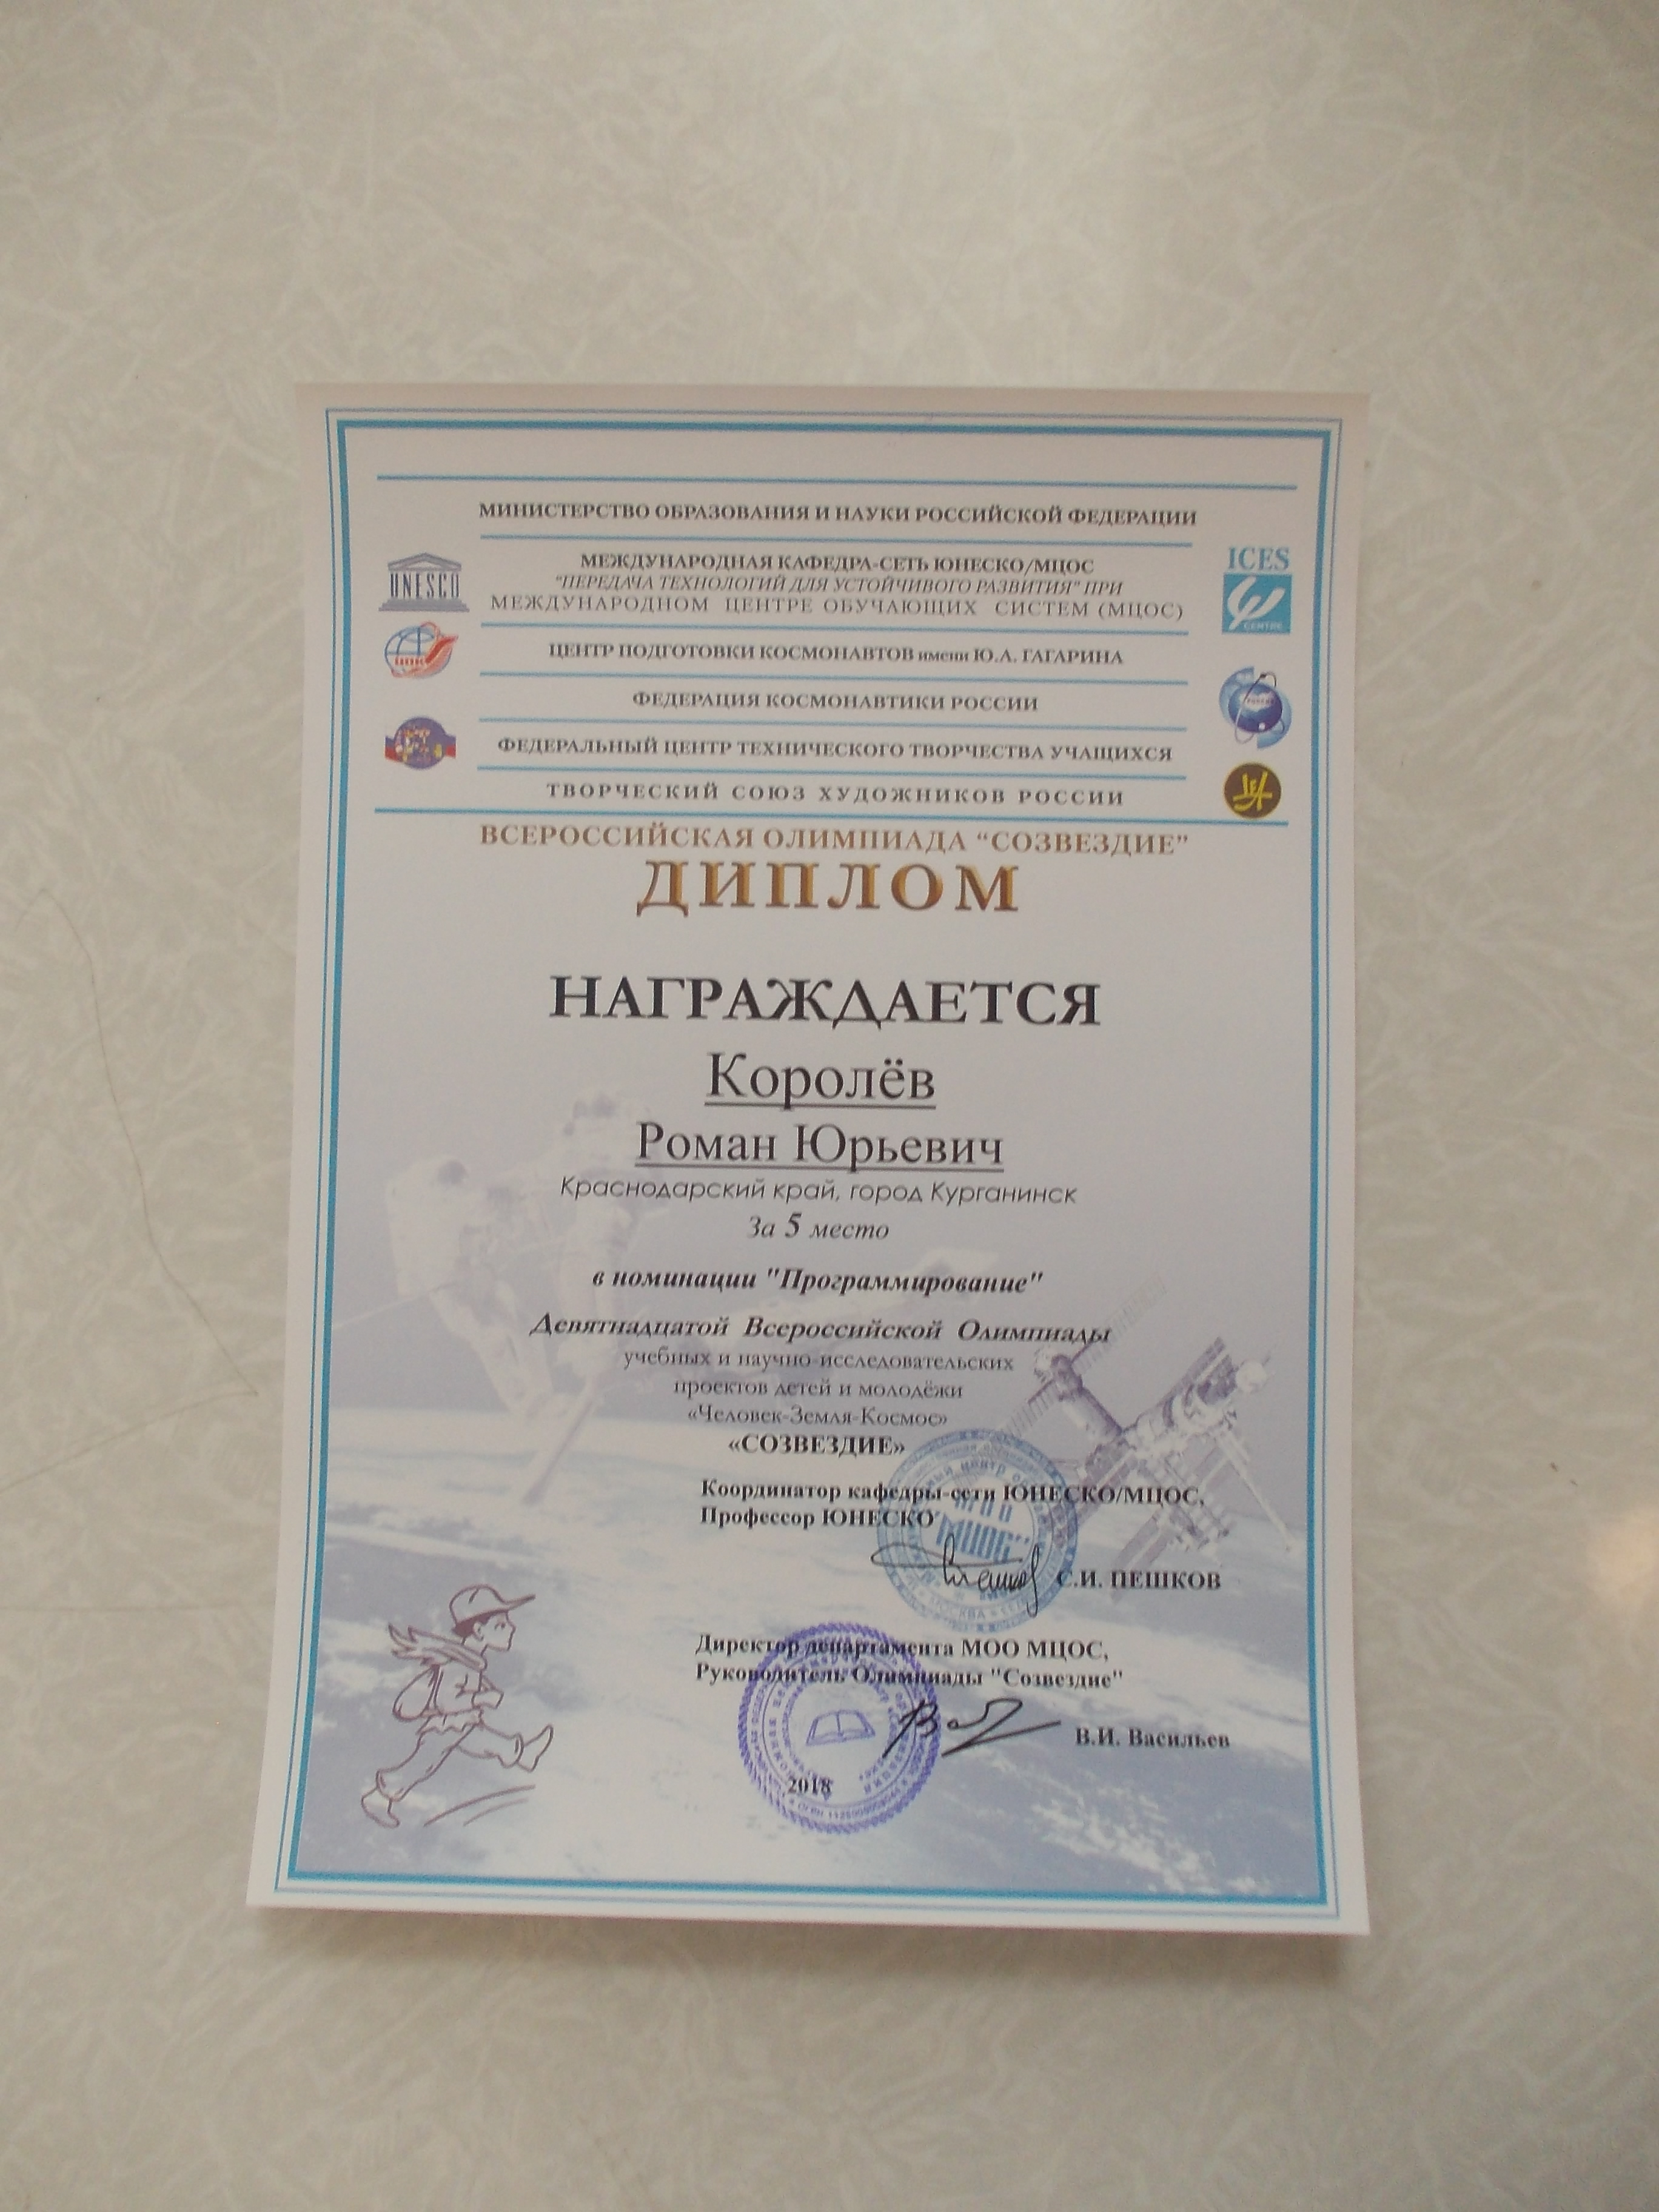 МИНИСТЕРСТВО ОБРАЗОВАНИЯ И НАУКИ РОССИЙСКОЙ ФЕДЕРАЦИИ
UNESCO
МЕЖДУНАРОДНАЯ КАФЕДРА-СЕТЬ ЮНЕСКО/МЦОС
"ПЕРЕДАЧА ТЕХНОЛОГИЙ ДЛЯ УСТОЙЧИВОГО РАЗВИТИЯ" ПРИ
МЕЖДУНАРОДНОМ ЦЕНТРЕ ОБУЧАЮЩИХ СИСТЕМ (МЦОС)
ICES
CENTRE
ЦПК
ЦЕНТР ПОДГОТОВКИ КОСМОНАВТОВ имени Ю.А. ГАГАРИНА
ФЕДЕРАЦИЯ КОСМОНАВТИКИ РОССИИ
ФЕДЕРАЛЬНЫЙ ЦЕНТР ТЕХНИЧЕСКОГО ТВОРЧЕСТВА УЧАЩИХСЯ
ТВОРЧЕСКИЙ СОЮЗ ХУДОЖНИКОВ РОССИИ
ВСЕРОССИЙСКАЯ ОЛИМПИАДА “СОЗВЕЗДИЕ”
ДИПЛОМ
НАГРАЖДАЕТСЯ
Королёв
Роман Юрьевич
Краснодарский край, город Курганинск
За 5 место
в номинации "Программирование"
Девятнадцатой Всероссийской Олимпиады
учебных и научно-исследовательских
проектов детей и молодёжи
«Человек-Земля-Космос»
«СОЗВЕЗДИЕ»
Координатор кафедры-сети ЮНЕСКО/МЦОС,
Профессор ЮНЕСКО
МЦОС
С.И. ПЕШКОВ
МОСКВА
Директор департамента МОО МЦОС,
Руководитель Олимпиады "Созвездие"
В.И. Васильев
2018